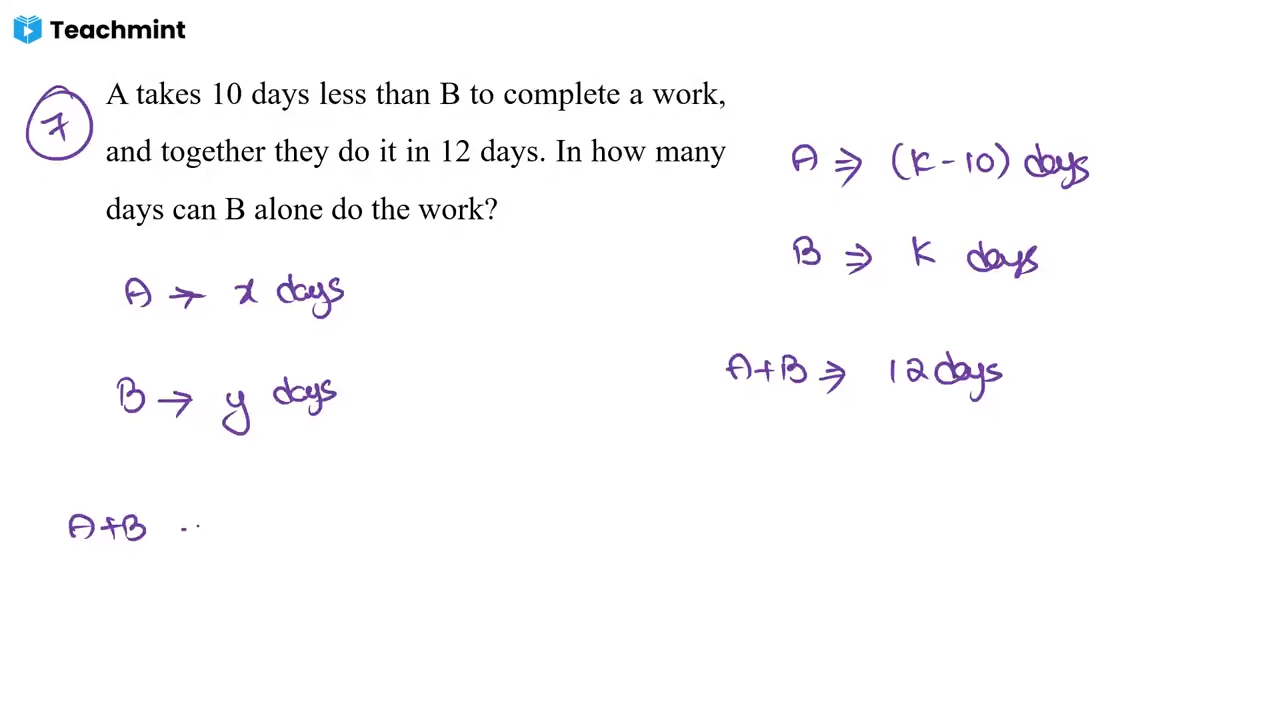 Teachmint
7
A takes 10 days less than B to complete a work,
and together they do it in 12 days. In how many
days can B alone do the work?
A → x days
B → y days
A+B
A ⇒ (K-10) days
B ⇒ K days
A+B ⇒ 12 days